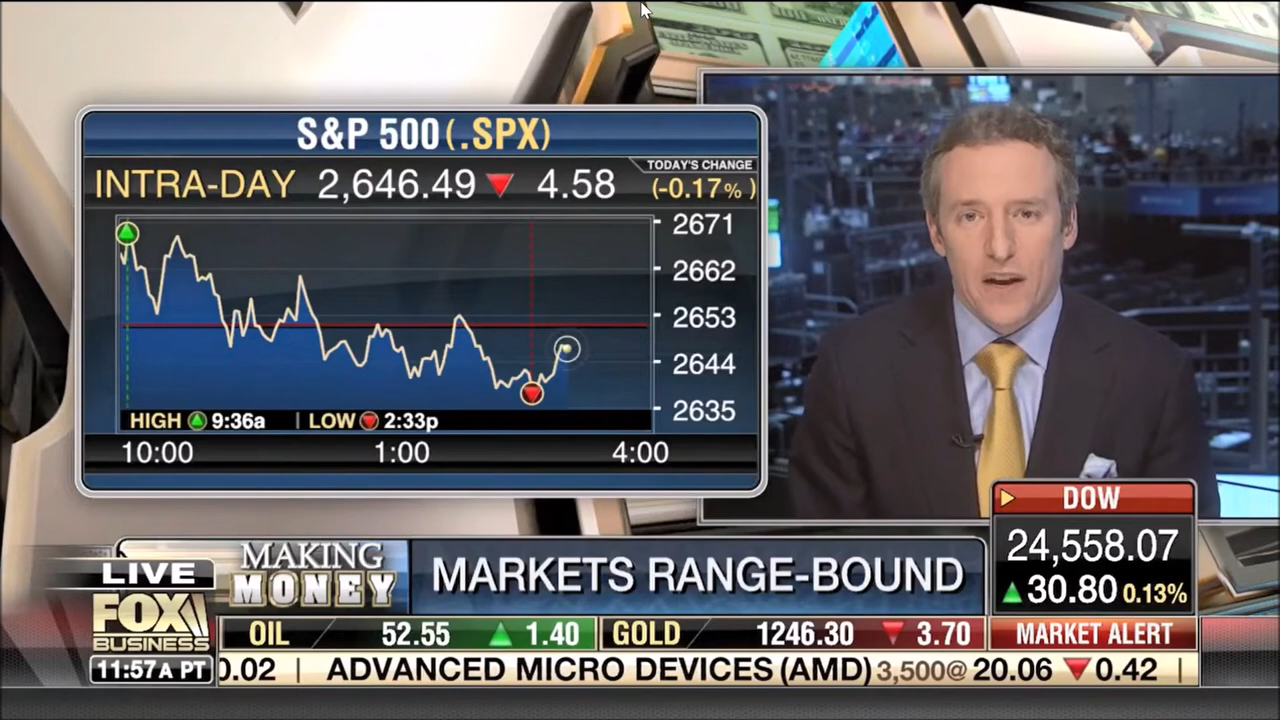 S&P 500 (.SPX)
TODAY'S CHANGE
INTRA-DAY 2,646.49 ▼ 4.58 (-0.17%)
2671
2662
2653
2644
2635
HIGH ▲ 9:36a | LOW ▼ 2:33p
10:00 1:00 4:00
DOW
24,558.07
▲ 30.80 0.13%
MARKET ALERT
LIVE
FOX
BUSINESS
11:57A PT
MAKING
MONEY
MARKETS RANGE-BOUND
OIL 52.55 ▲ 1.40 GOLD 1246.30 ▼ 3.70
0.02 | ADVANCED MICRO DEVICES (AMD) 3,500@ 20.06 ▼ 0.42 |